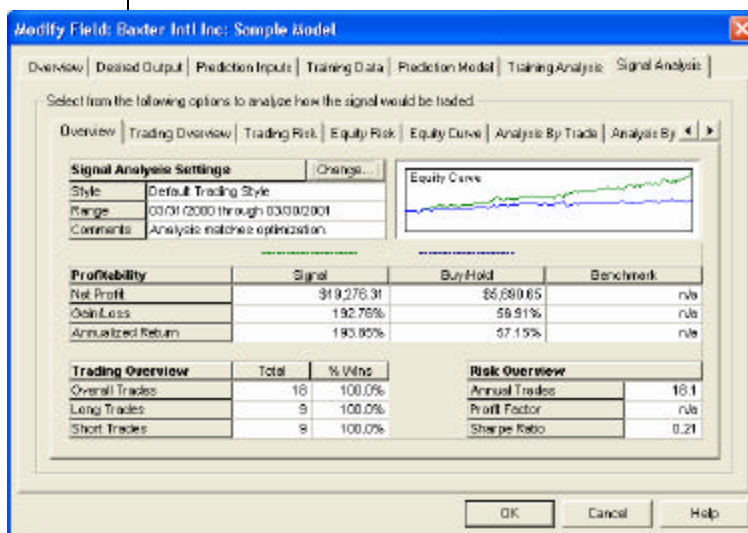 Modify Field: Baxter Intl Inc: Sample Model
Overview Desired Output Prediction Inputs Training Data Prediction Model Training Analysis Signal Analysis
Select from the following options to analyze how the signal would be traded.
Overview Trading Overview Trading Risk Equity Risk Equity Curve Analysis By Trade Analysis By
Signal Analysis Settings Change...
Style Default Trading Style
Range 03/31/2000 through 03/30/2001
Comments Analysis matches optimization.
Equity Curve
Profitability Signal Buy/Hold Benchmark
Net Profit $19,276.31 $5,690.65 n/a
Gain/Loss 192.76% 56.91% n/a
Annualized Return 193.85% 57.15% n/a
Trading Overview Total % Wins
Overall Trades 18 100.0%
Long Trades 9 100.0%
Short Trades 9 100.0%
Risk Overview
Annual Trades 18.1
Profit Factor n/a
Sharpe Ratio 0.21
OK Cancel Help